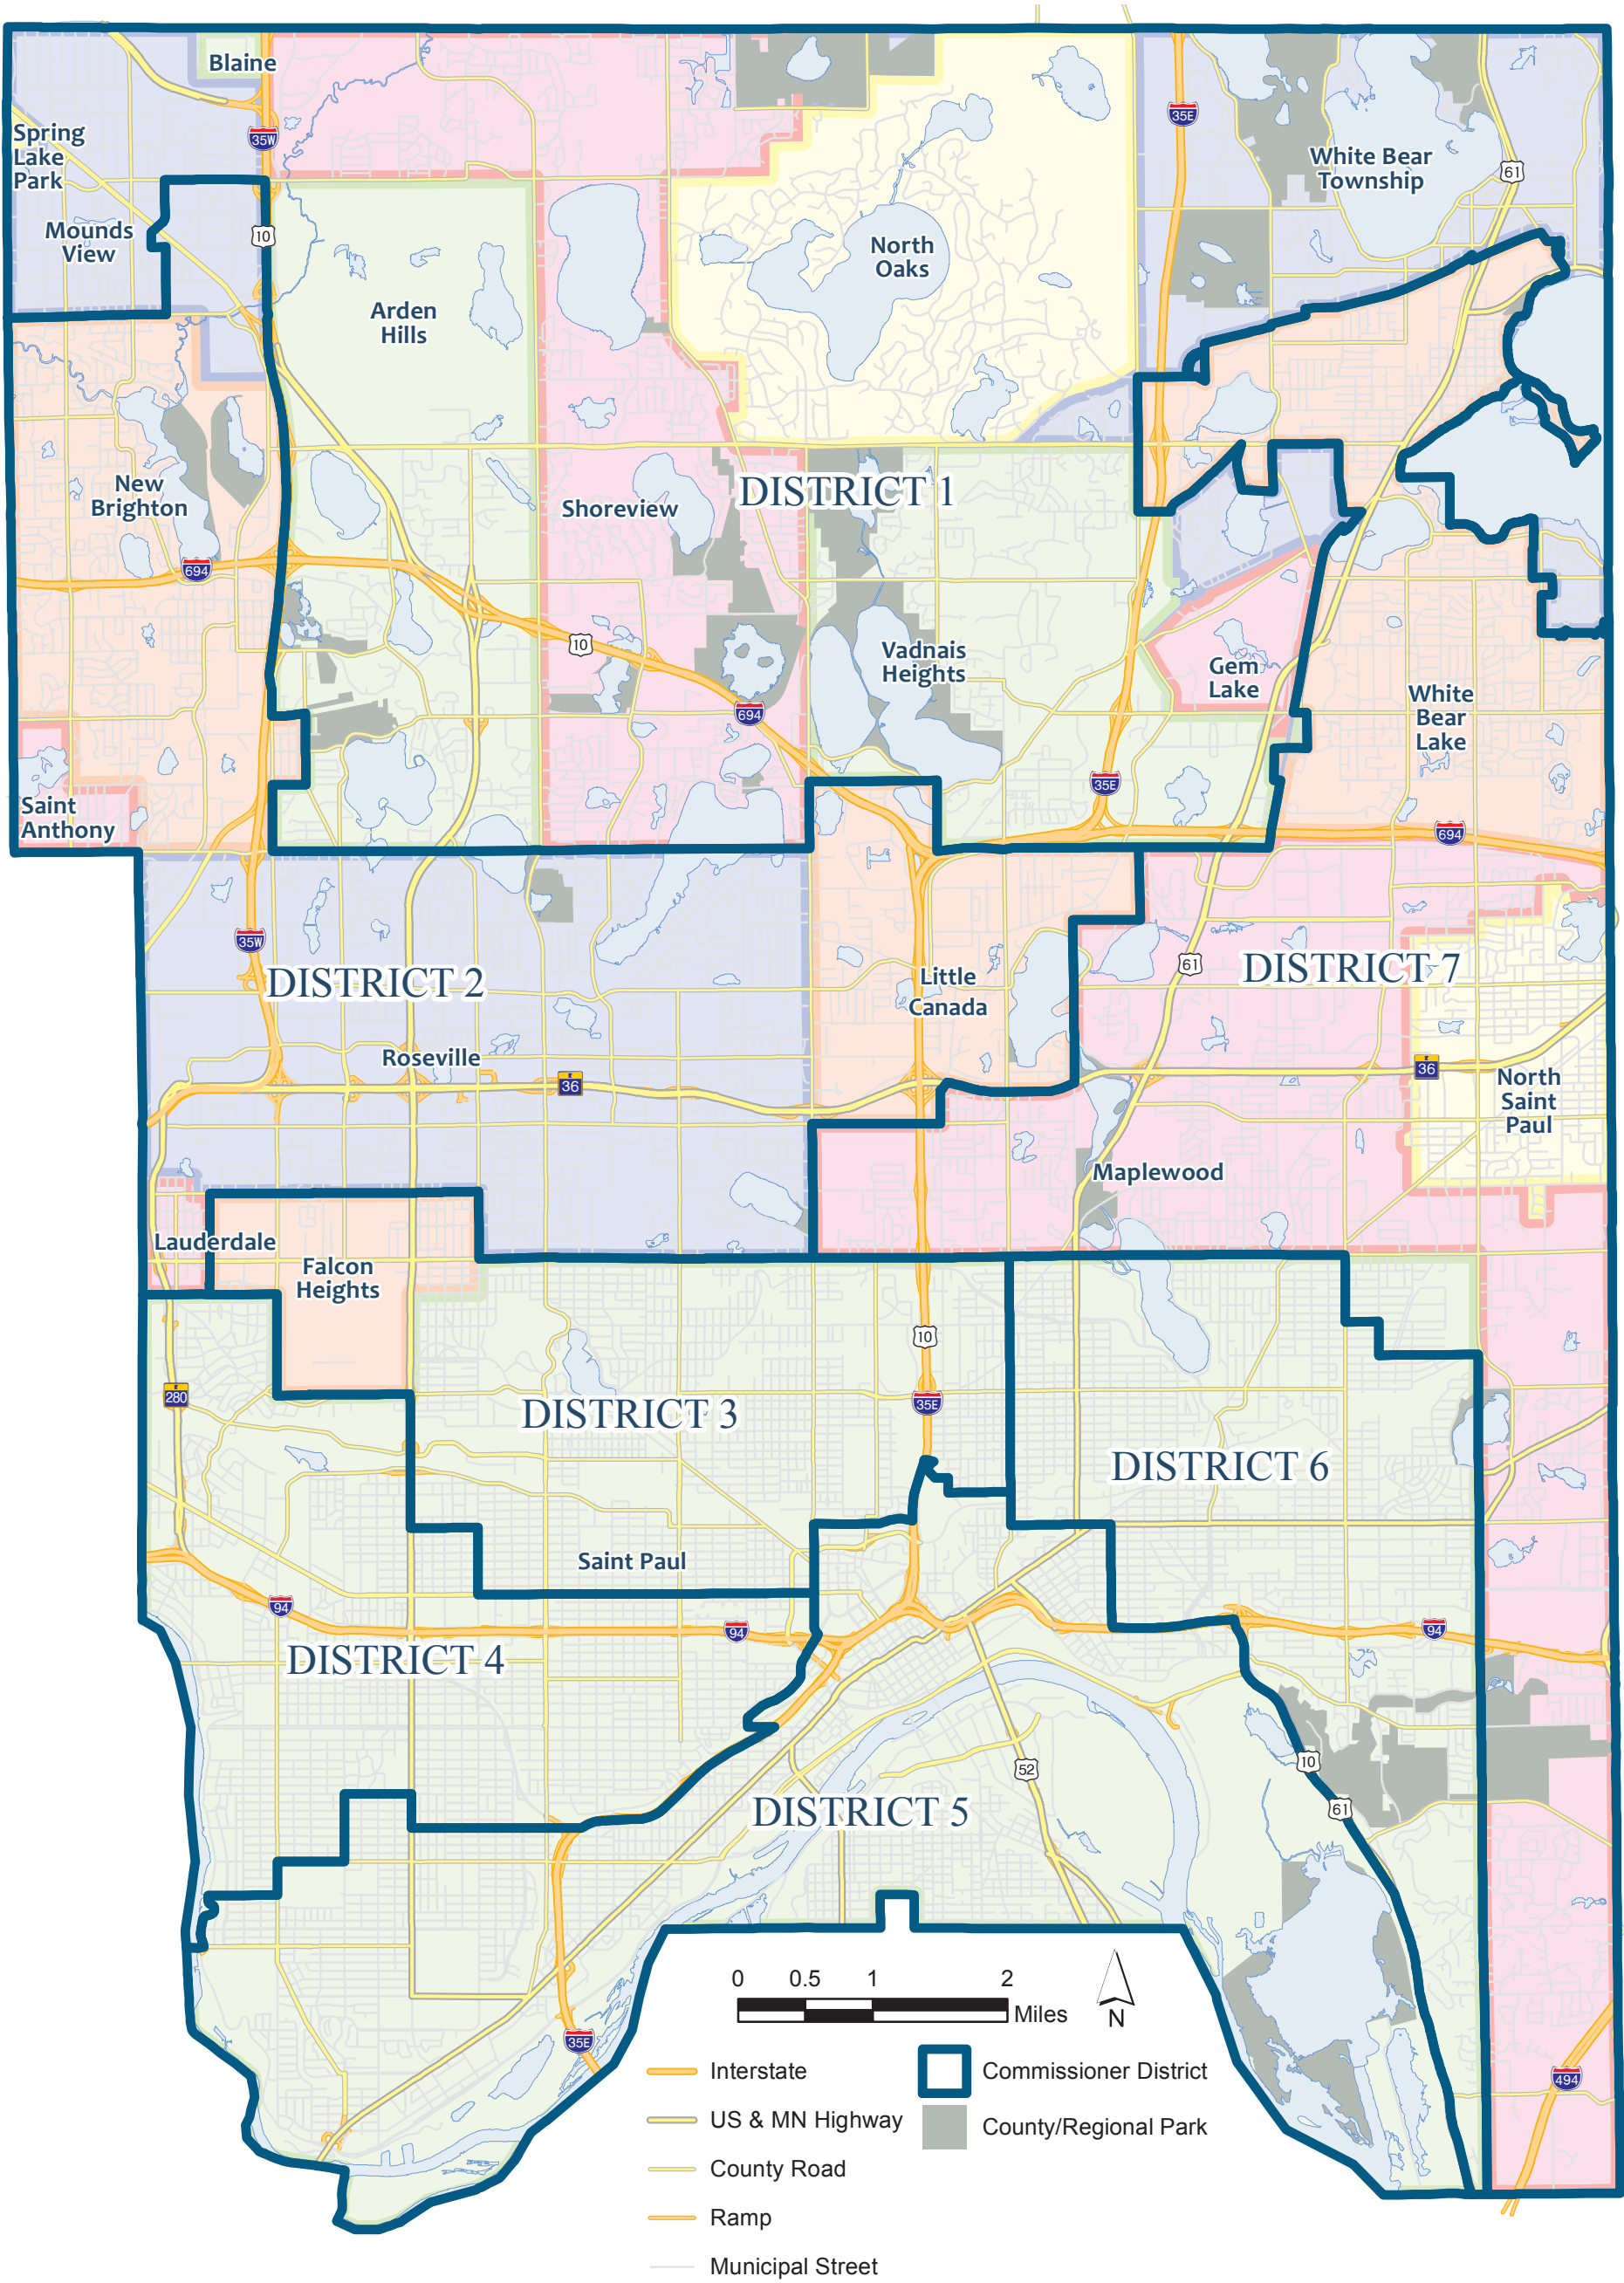 Blaine
35W
35E
Spring
Lake
Park
White Bear
Township
61
Mounds
View
10
North
Oaks
Arden
Hills
New
Brighton
Shoreview
DISTRICT 1
694
10
Vadnais
Heights
Gem
Lake
White
Bear
Lake
694
35E
Saint
Anthony
694
35W
DISTRICT 2
Little
Canada
61
DISTRICT 7
Roseville
36
36
North
Saint
Paul
Maplewood
Lauderdale
Falcon
Heights
10
280
35E
DISTRICT 3
DISTRICT 6
Saint Paul
94
94
94
DISTRICT 4
52
10
61
DISTRICT 5
0 0.5 1 2
Miles
N
35E
494
Interstate
US & MN Highway
County Road
Ramp
Municipal Street
Commissioner District
County/Regional Park